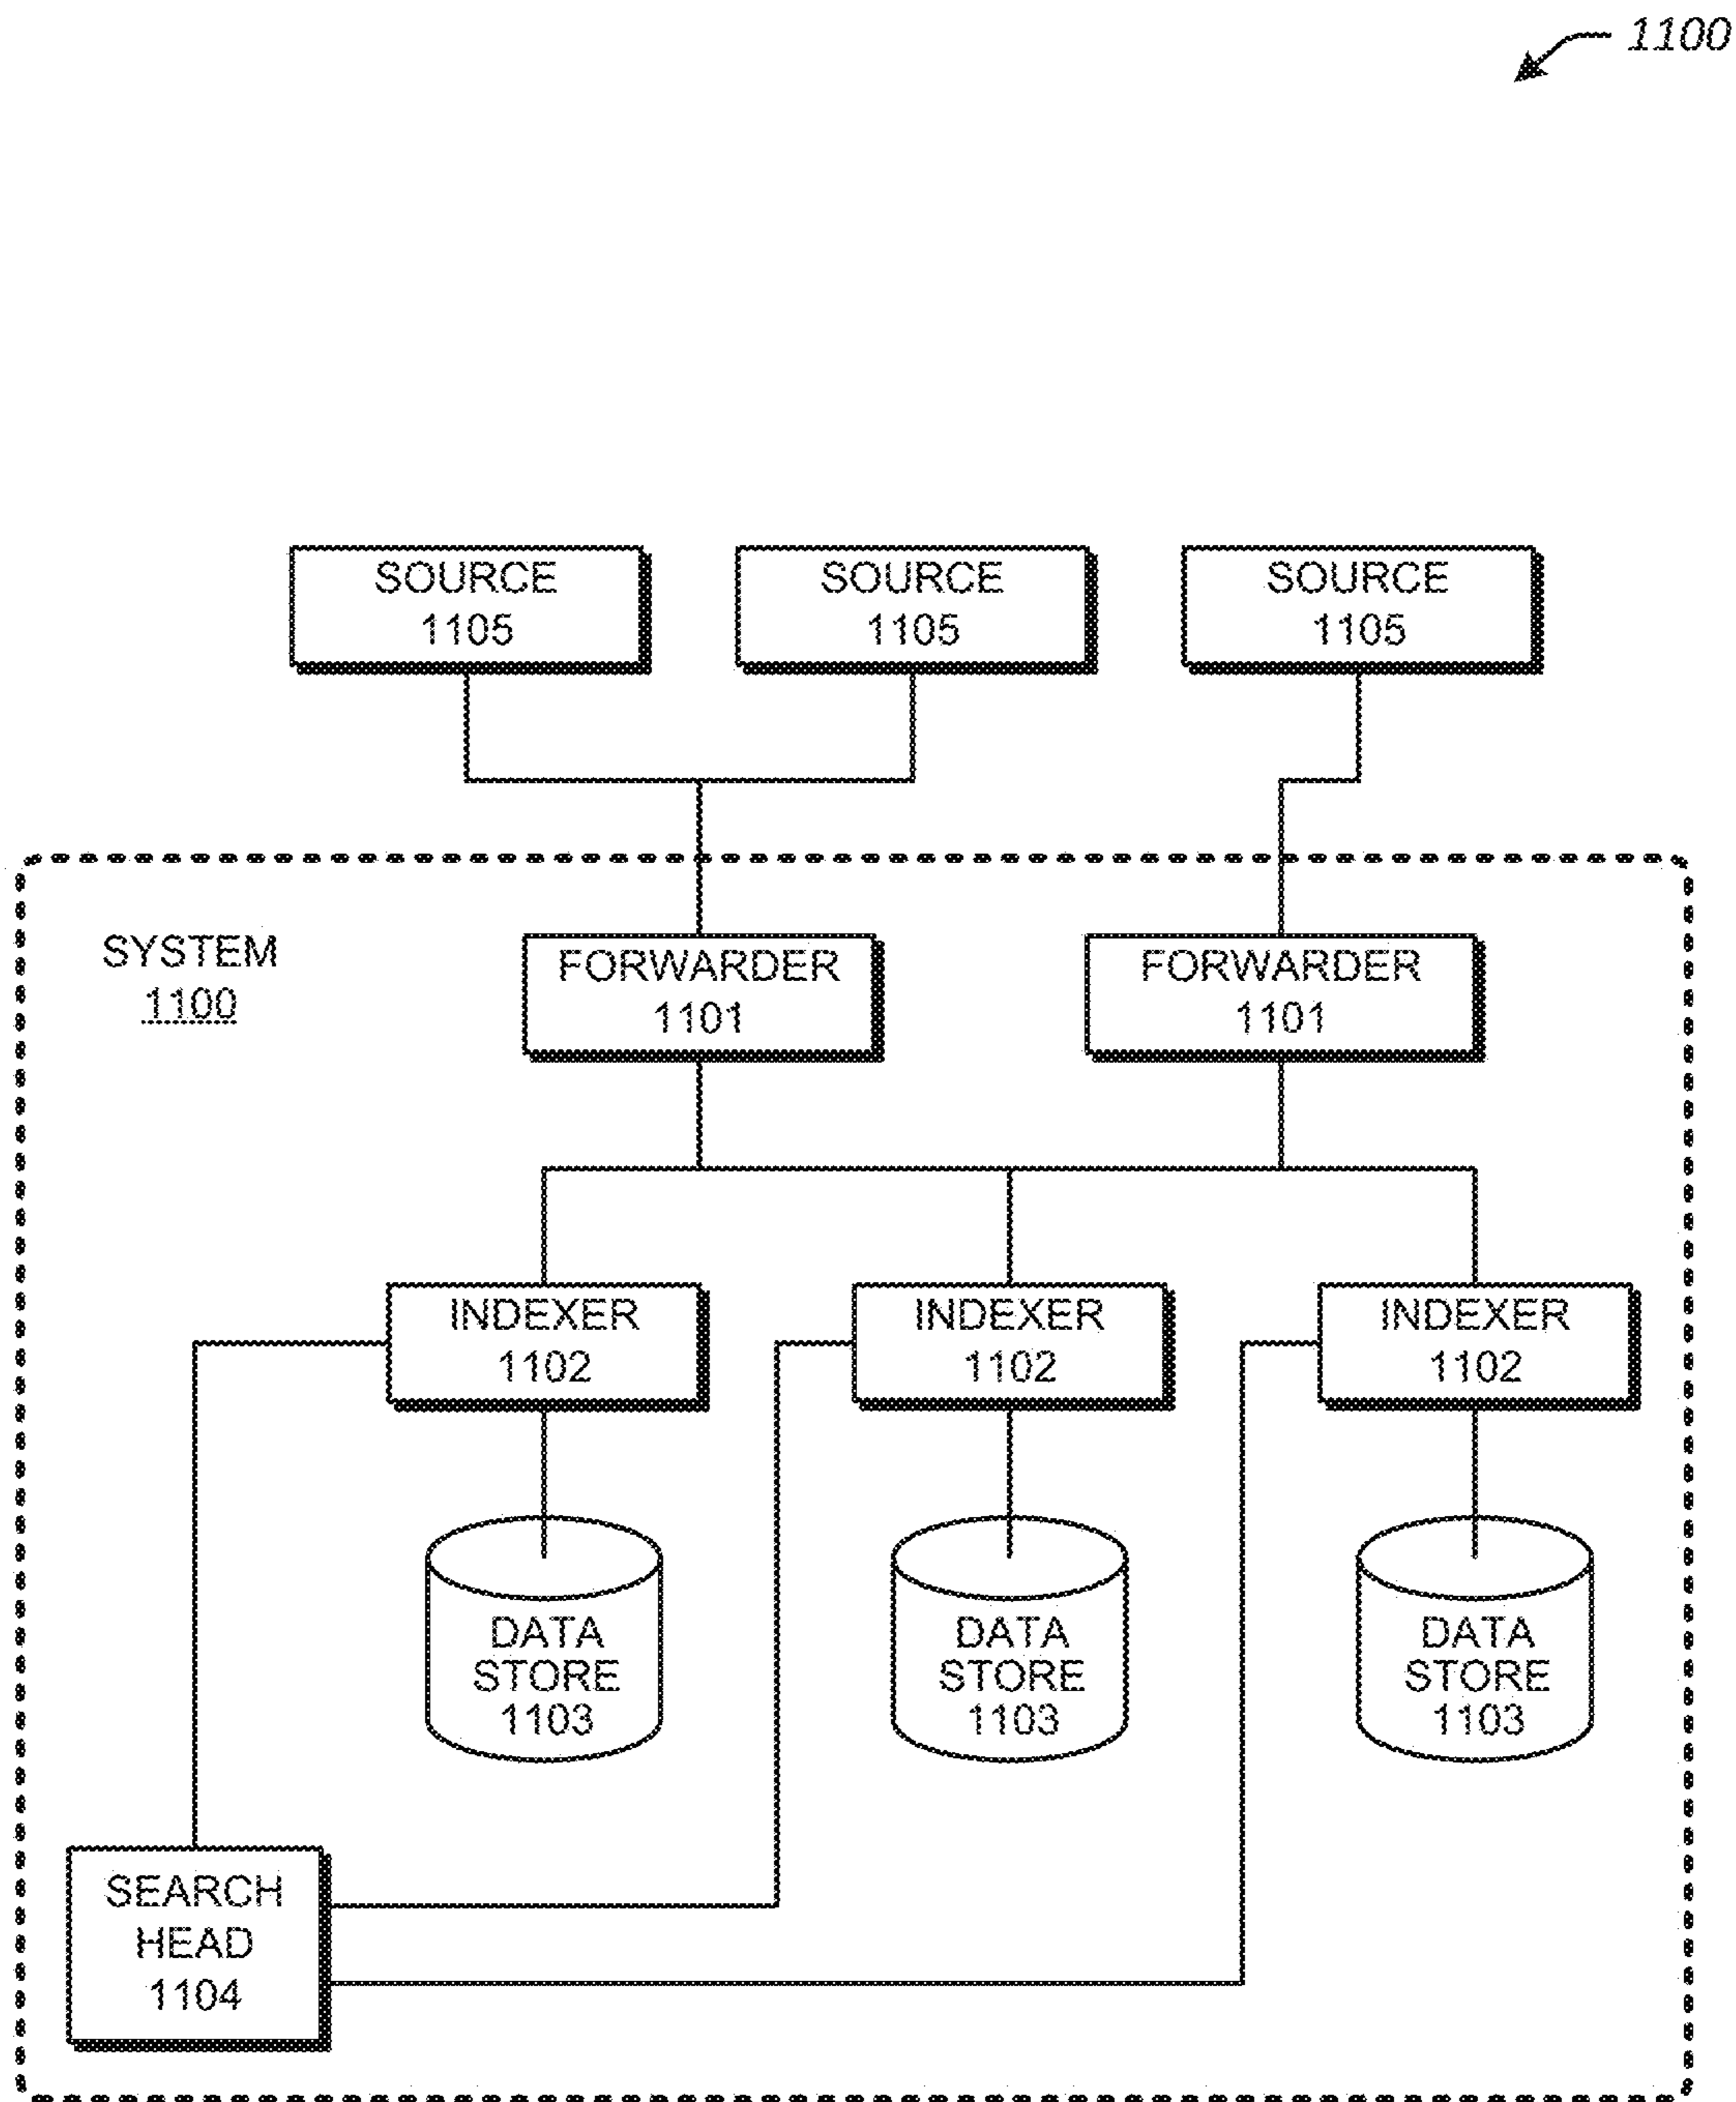 1100
SOURCE
1105
SOURCE
1105
SOURCE
1105
SYSTEM
1100
FORWARDER
1101
FORWARDER
1101
INDEXER
1102
INDEXER
1102
INDEXER
1102
DATA
STORE
1103
DATA
STORE
1103
DATA
STORE
1103
SEARCH
HEAD
1104